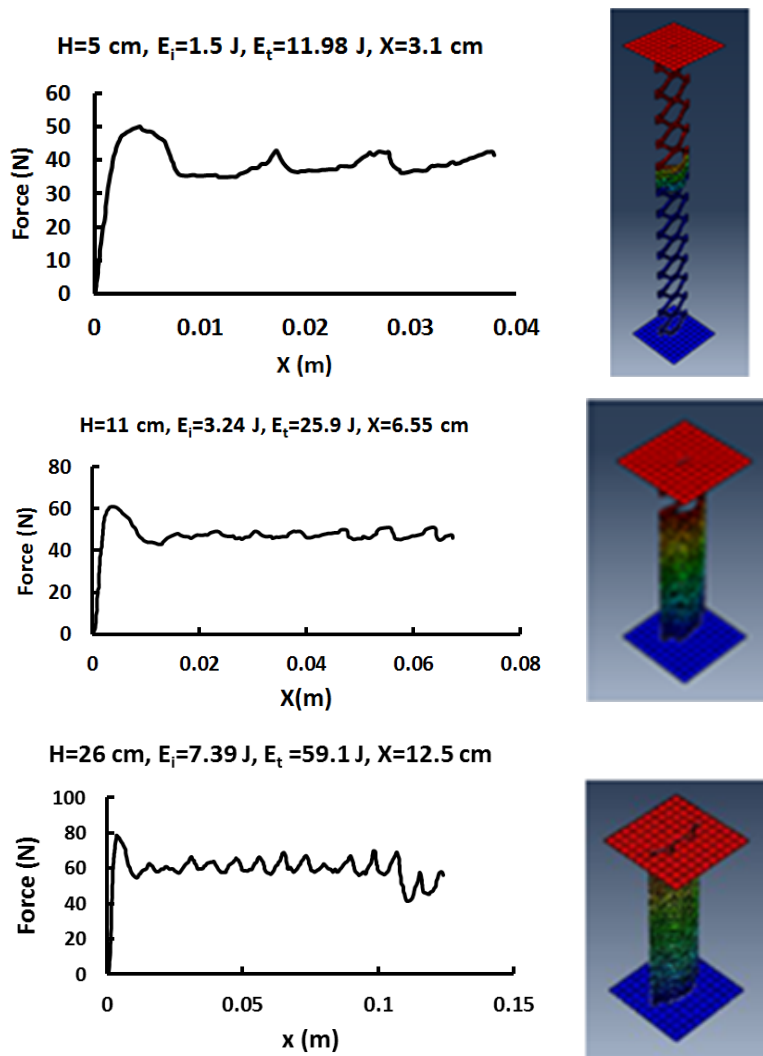 H=5 cm, Eᵢ=1.5 J, Eₜ=11.98 J, X=3.1 cm
60
50
40
30
20
10
0
Force (N)
0 0.01 0.02 0.03 0.04
X (m)
H=11 cm, Eᵢ=3.24 J, Eₜ=25.9 J, X=6.55 cm
80
60
40
20
0
Force (N)
0 0.02 0.04 0.06 0.08
X(m)
H=26 cm, Eᵢ=7.39 J, Eₜ =59.1 J, X=12.5 cm
100
80
60
40
20
0
Force (N)
0 0.05 0.1 0.15
x (m)